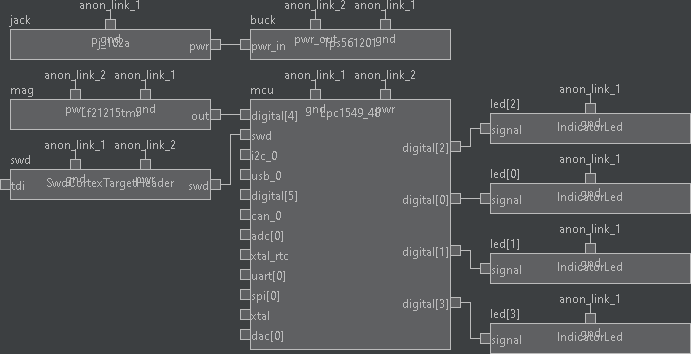 anon_link_1
jack
gnd
pj_102a
pwr
anon_link_2
anon_link_1
buck
pwr_out
gnd
pwr_in
Tps561201
anon_link_2
anon_link_1
mag
pwr
gnd
Lf21215tmr
out
anon_link_1
anon_link_2
swd
gnd
pwr
SwdCortexTargetHeader
tdi
swd
anon_link_1
anon_link_2
mcu
gnd
pwr
Lpc1549_48
digital[4]
swd
i2c_0
usb_0
digital[5]
can_0
adc[0]
xtal_rtc
uart[0]
spi[0]
xtal
dac[0]
digital[2]
digital[0]
digital[1]
digital[3]
anon_link_1
led[2]
gnd
signal
IndicatorLed
anon_link_1
led[0]
gnd
signal
IndicatorLed
anon_link_1
led[1]
gnd
signal
IndicatorLed
anon_link_1
led[3]
gnd
signal
IndicatorLed